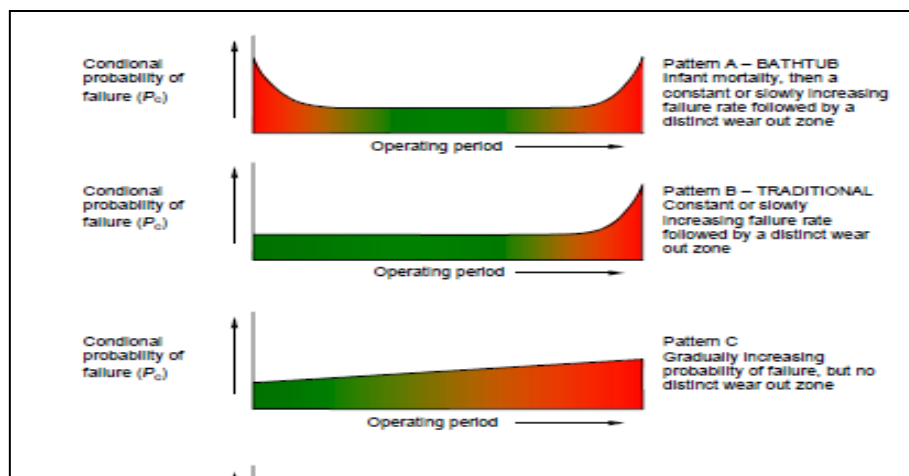 Condional
probability of
failure (Pc)
Pattern A – BATHTUB
Infant mortality, then a
constant or slowly increasing
failure rate followed by a
distinct wear out zone
Operating period
Condional
probability of
failure (Pc)
Pattern B – TRADITIONAL
Constant or slowly
increasing failure rate
followed by a distinct wear
out zone
Operating period
Condional
probability of
failure (Pc)
Pattern C
Gradually increasing
probability of failure, but no
distinct wear out zone
Operating period